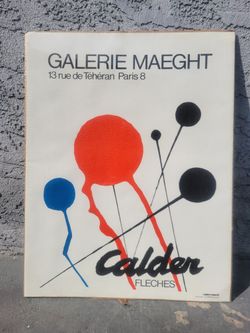 GALERIE MAEGHT
13 rue de Téhéran Paris 8
Calder
FLECHES